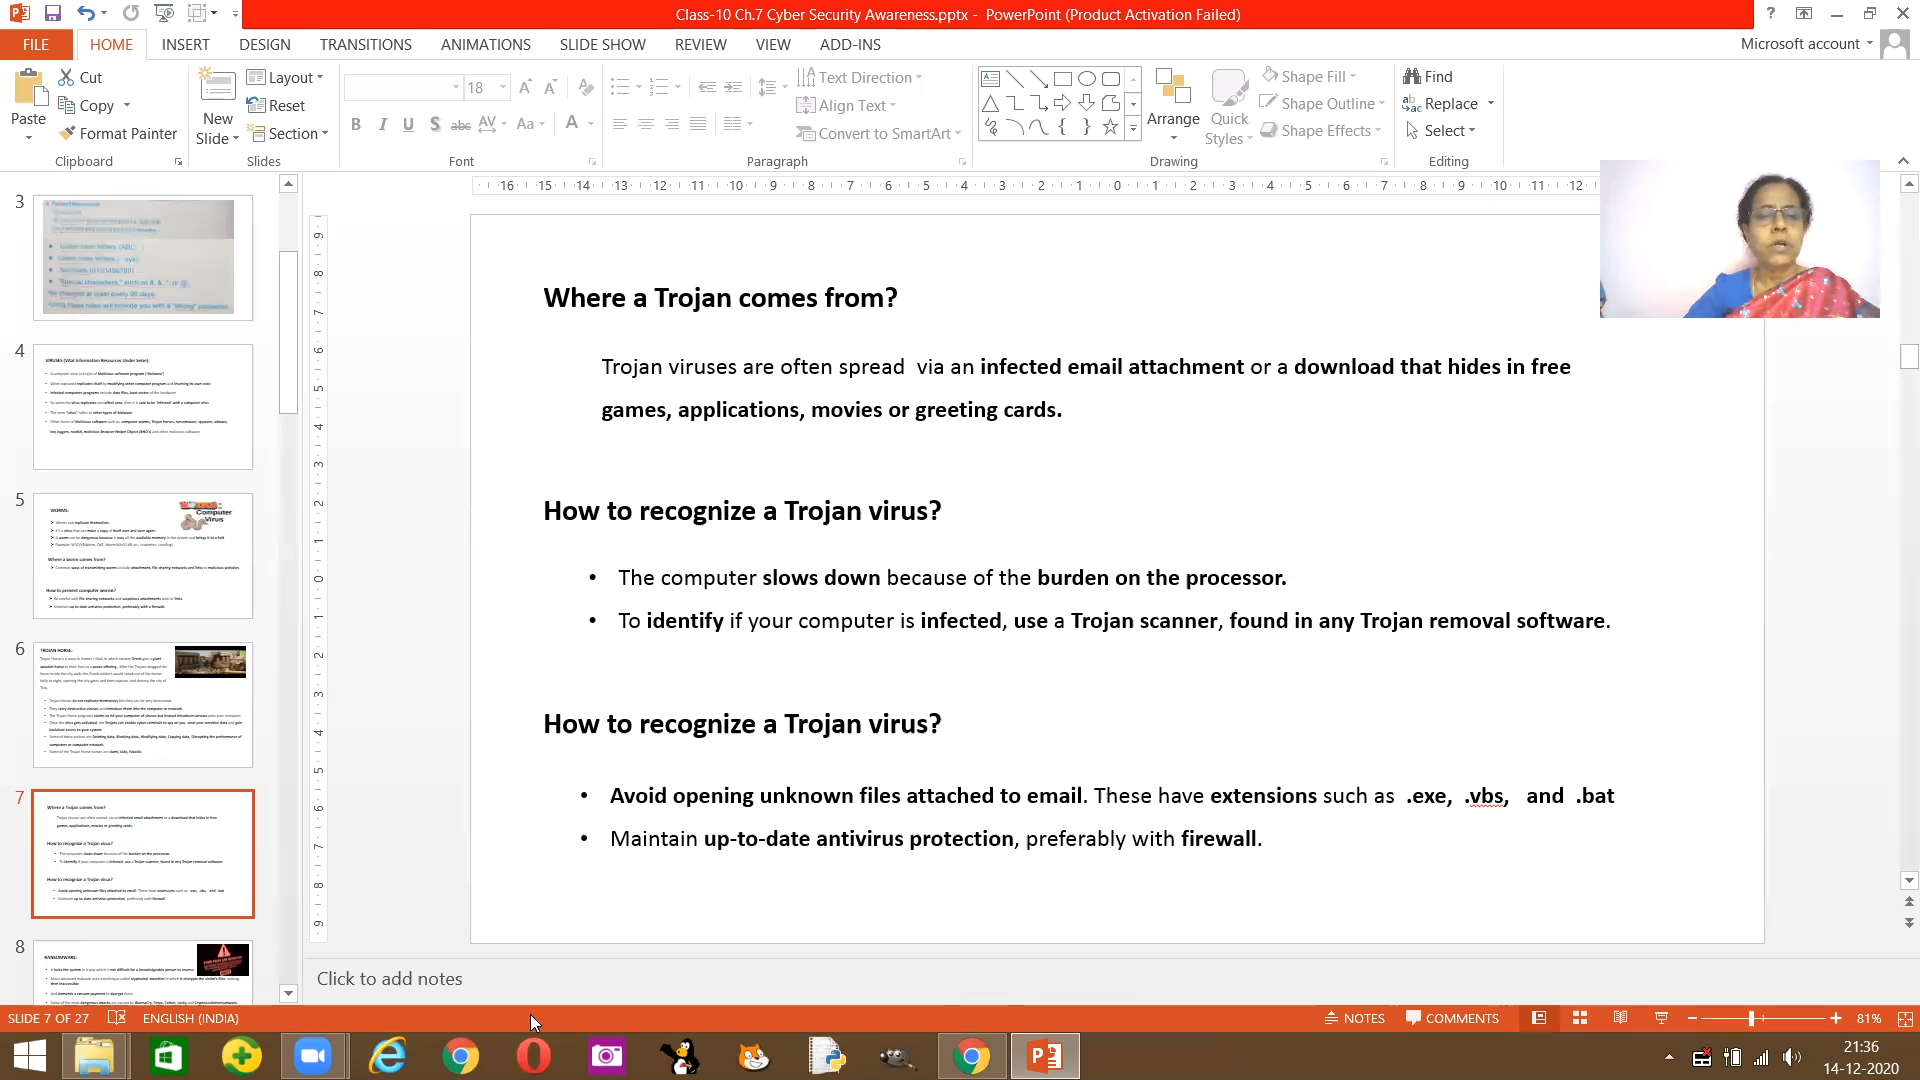 Class-10 Ch.7 Cyber Security Awareness.pptx - PowerPoint (Product Activation Failed)
FILE HOME INSERT DESIGN TRANSITIONS ANIMATIONS SLIDE SHOW REVIEW VIEW ADD-INS
Microsoft account
Paste
Cut
Copy
Format Painter
Clipboard
New Slide
Layout
Reset
Section
Slides
18
Font
Text Direction
Align Text
Convert to SmartArt
Paragraph
Arrange
Quick Styles
Shape Fill
Shape Outline
Shape Effects
Drawing
Find
Replace
Select
Editing
3
4
5
6
7
8
Where a Trojan comes from?
Trojan viruses are often spread via an infected email attachment or a download that hides in free
games, applications, movies or greeting cards.
How to recognize a Trojan virus?
• The computer slows down because of the burden on the processor.
• To identify if your computer is infected, use a Trojan scanner, found in any Trojan removal software.
How to recognize a Trojan virus?
• Avoid opening unknown files attached to email. These have extensions such as .exe, .vbs, and .bat
• Maintain up-to-date antivirus protection, preferably with firewall.
Click to add notes
SLIDE 7 OF 27 ENGLISH (INDIA) NOTES COMMENTS 81%
21:36
14-12-2020